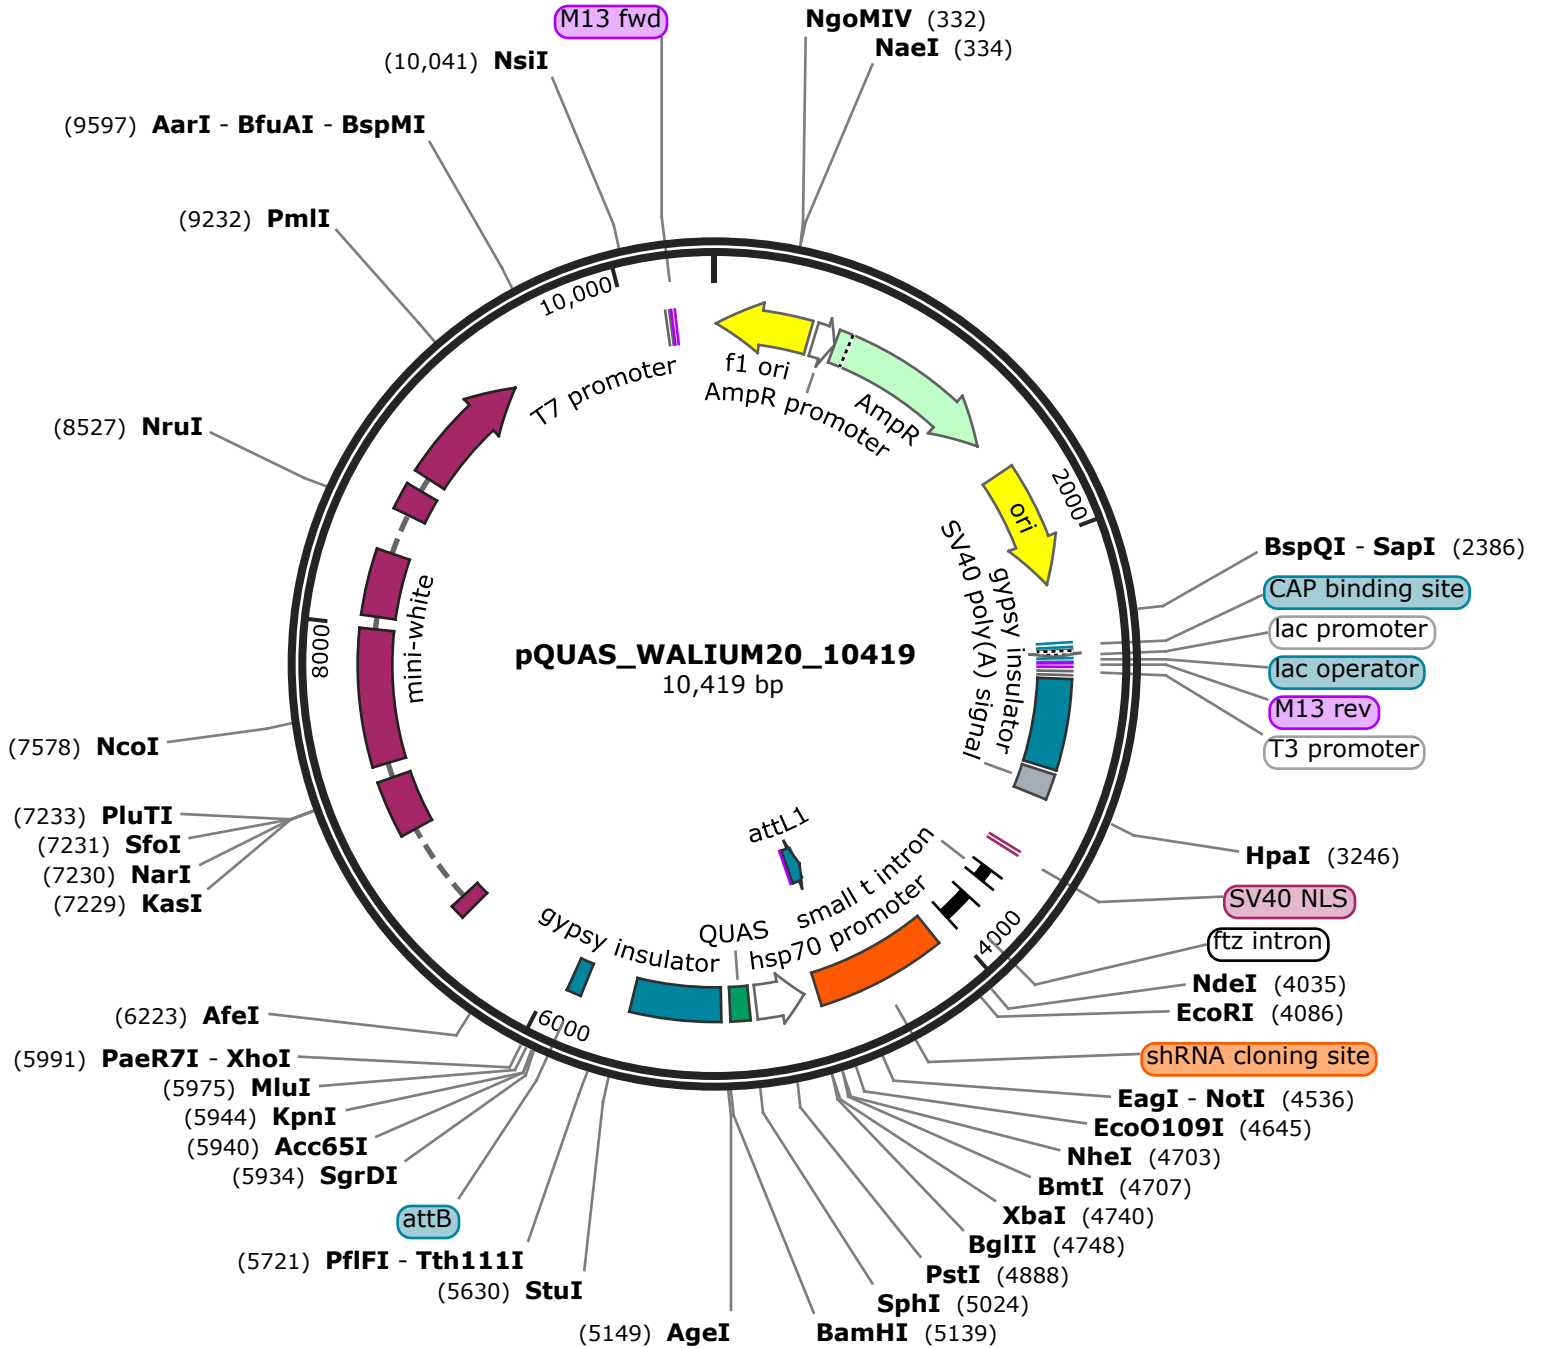 M13 fwd
NgoMIV (332)
NaeI (334)
(10,041) NsiI
(9597) AarI - BfuAI - BspMI
(9232) PmlI
(8527) NruI
(7578) NcoI
(7233) PluTI
(7231) SfoI
(7230) NarI
(7229) KasI
(6223) AfeI
(5991) PaeR7I - XhoI
(5975) MluI
(5944) KpnI
(5940) Acc65I
(5934) SgrDI
attB
(5721) PflFI - Tth111I
(5630) StuI
(5149) AgeI
BspQI - SapI (2386)
CAP binding site
lac promoter
lac operator
M13 rev
T3 promoter
HpaI (3246)
SV40 NLS
ftz intron
NdeI (4035)
EcoRI (4086)
shRNA cloning site
EagI - NotI (4536)
EcoO109I (4645)
NheI (4703)
BmtI (4707)
XbaI (4740)
BglII (4748)
PstI (4888)
SphI (5024)
BamHI (5139)
10,000
2000
4000
6000
8000
T7 promoter
f1 ori
AmpR promoter
AmpR
ori
SV40 poly(A) signal
gypsy insulator
mini-white
pQUAS_WALIUM20_10419
10,419 bp
attL1
small t intron
hsp70 promoter
QUAS
gypsy insulator